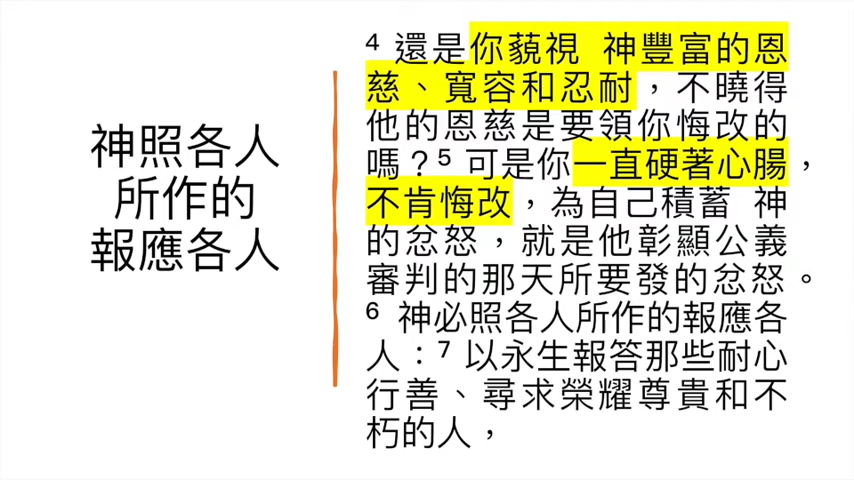 神照各人
所作的
報應各人
4 還是你藐視 神豐富的恩
慈、寬容和忍耐，不曉得
他的恩慈是要領你悔改的
嗎？5 可是你一直硬著心腸，
不肯悔改，為自己積蓄 神
的忿怒，就是他彰顯公義
審判的那天所要發的忿怒。
6 神必照各人所作的報應各
人：7 以永生報答那些耐心
行善、尋求榮耀尊貴和不
朽的人，